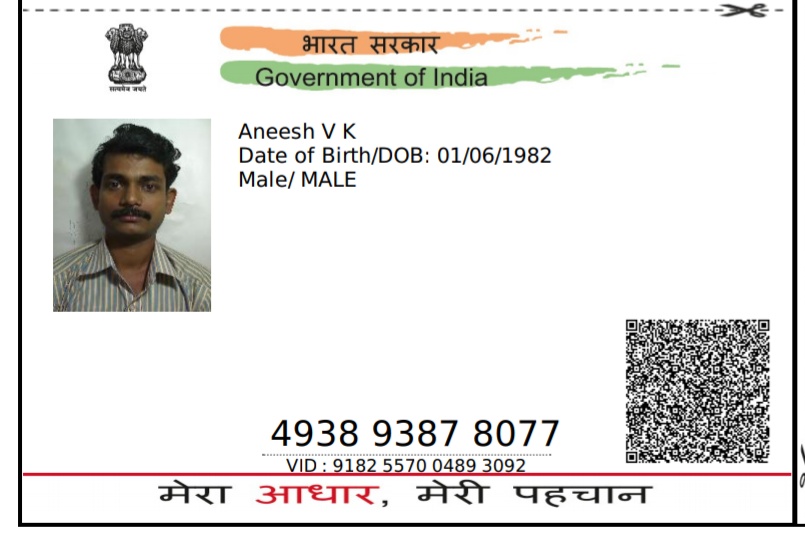 भारत सरकार
Government of India
सत्यमेव जयते
Aneesh V K
Date of Birth/DOB: 01/06/1982
Male/ MALE
4938 9387 8077
VID : 9182 5570 0489 3092
मेरा आधार, मेरी पहचान